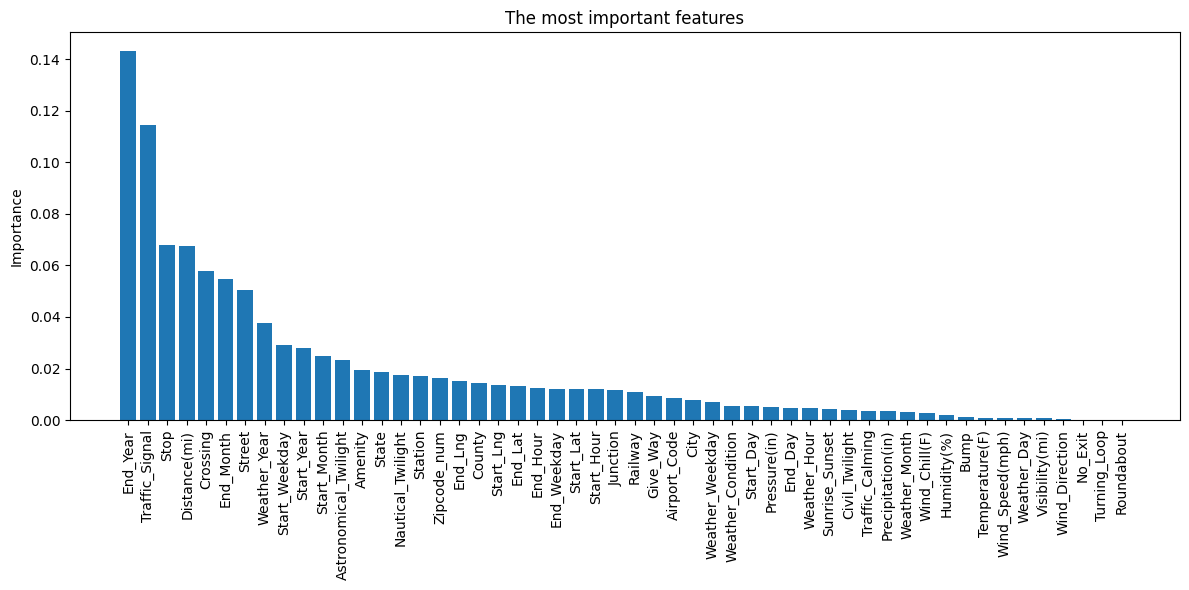 The most important features
Importance
0.14
0.12
0.10
0.08
0.06
0.04
0.02
0.00
End_Year
Traffic_Signal
Stop
Distance(mi)
Crossing
End_Month
Street
Weather_Year
Start_Weekday
Start_Year
Start_Month
Astronomical_Twilight
Amenity
State
Nautical_Twilight
Station
Zipcode_num
End_Lng
County
Start_Lng
End_Lat
End_Hour
End_Weekday
Start_Lat
Start_Hour
Junction
Railway
Give_Way
Airport_Code
City
Weather_Weekday
Weather_Condition
Start_Day
Pressure(in)
End_Day
Weather_Hour
Sunrise_Sunset
Civil_Twilight
Traffic_Calming
Precipitation(in)
Weather_Month
Wind_Chill(F)
Humidity(%)
Bump
Temperature(F)
Wind_Speed(mph)
Weather_Day
Visibility(mi)
Wind_Direction
No_Exit
Turning_Loop
Roundabout